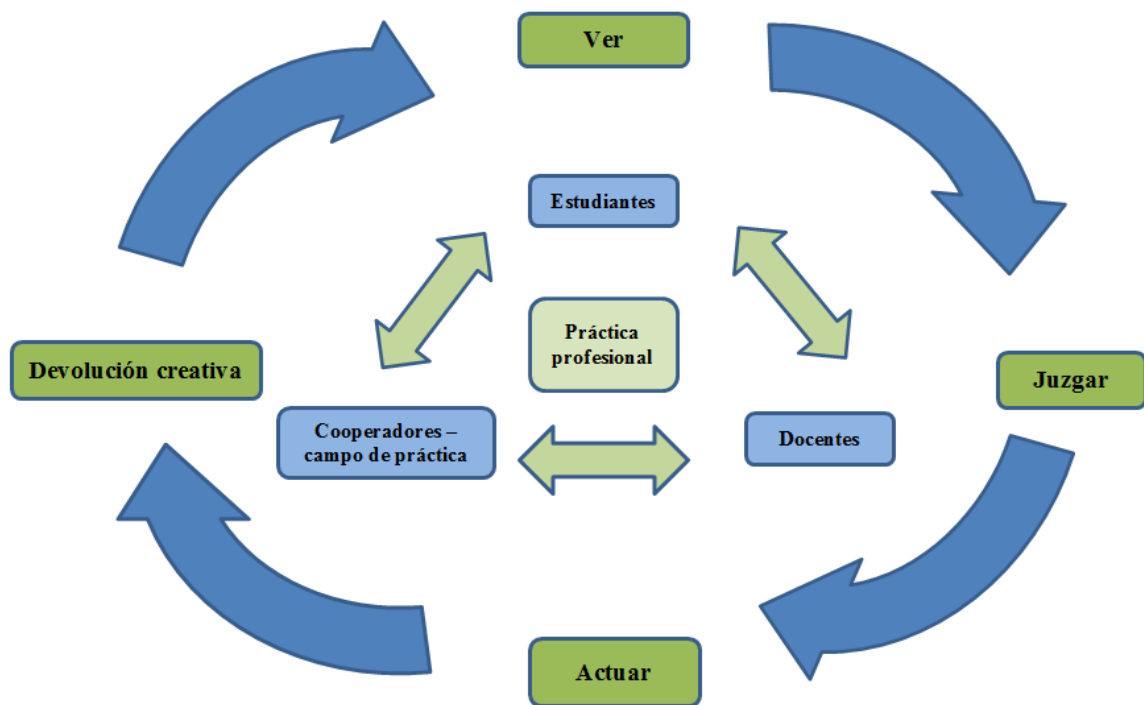 Ver
Estudiantes
Práctica
profesional
Devolución creativa
Juzgar
Cooperadores –
campo de práctica
Docentes
Actuar